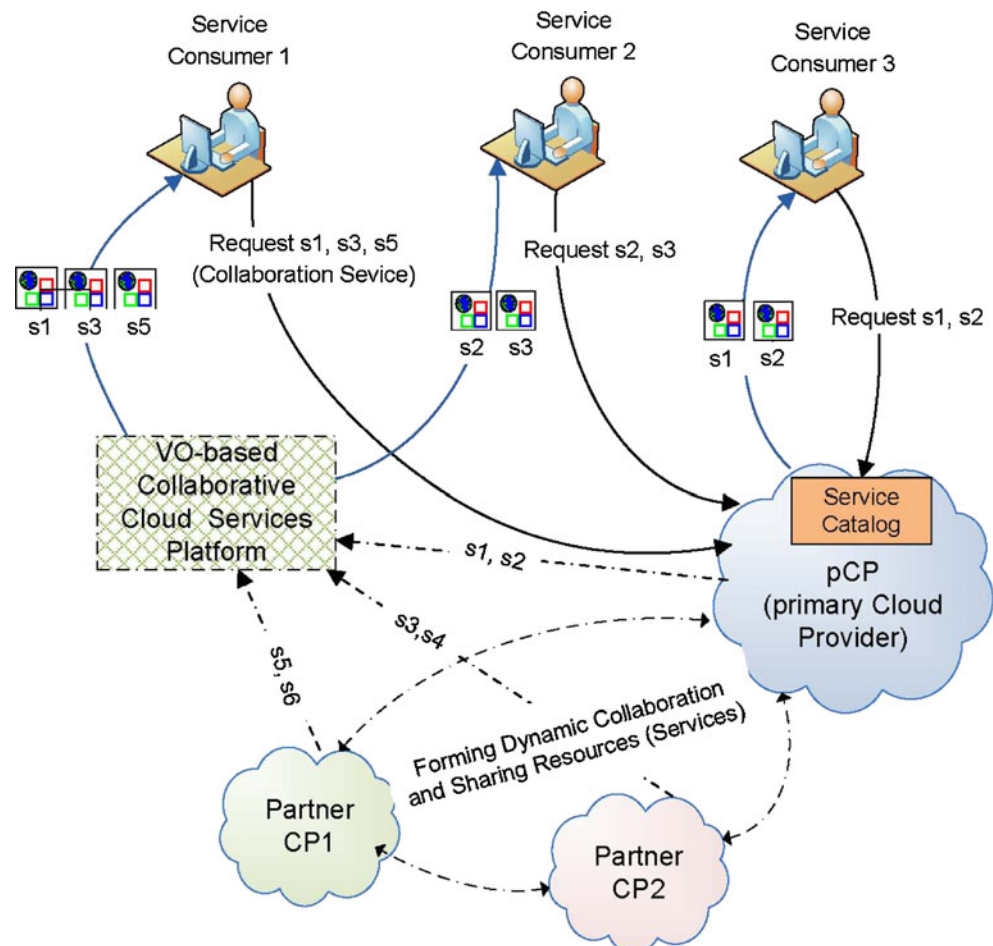 Service
Consumer 1
Service
Consumer 2
Service
Consumer 3
Request s1, s3, s5
(Collaboration Sevice)
Request s2, s3
Request s1, s2
s1
s3
s5
s2
s3
s1
s2
VO-based
Collaborative
Cloud Services
Platform
Service
Catalog
pCP
(primary Cloud
Provider)
s1, s2
s3,s4
s5, s6
Forming Dynamic Collaboration
and Sharing Resources (Services)
Partner
CP1
Partner
CP2